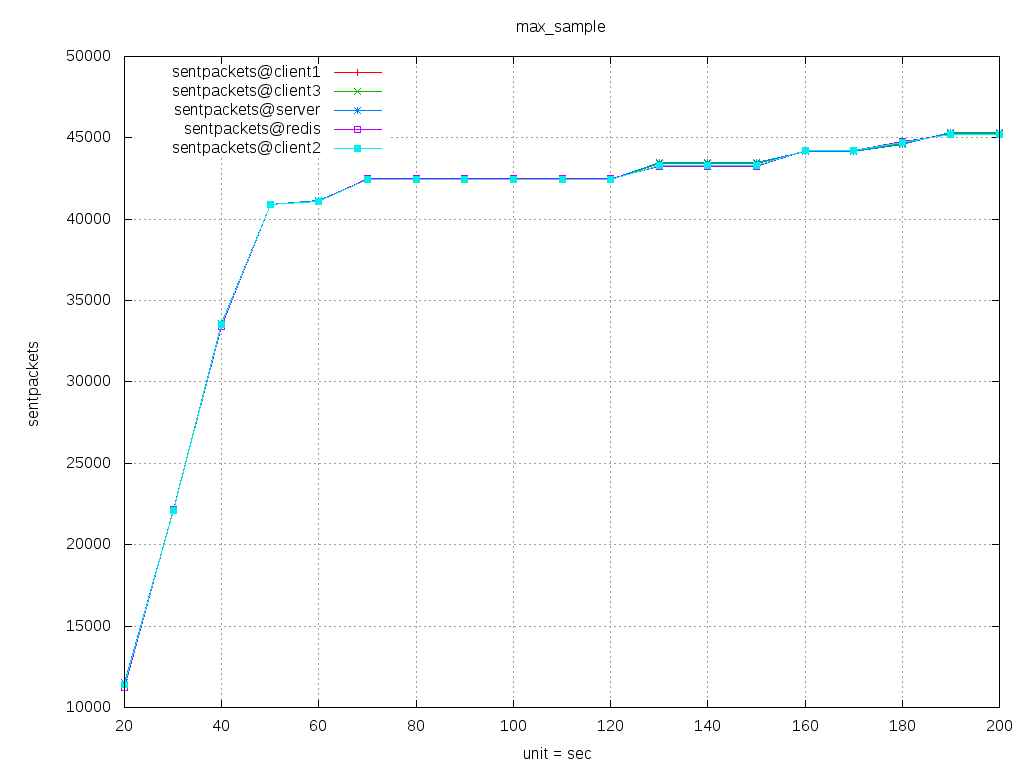 max_sample
50000
45000
40000
35000
30000
25000
20000
15000
10000
sentpackets
sentpackets@client1
sentpackets@client3
sentpackets@server
sentpackets@redis
sentpackets@client2
20 40 60 80 100 120 140 160 180 200
unit = sec